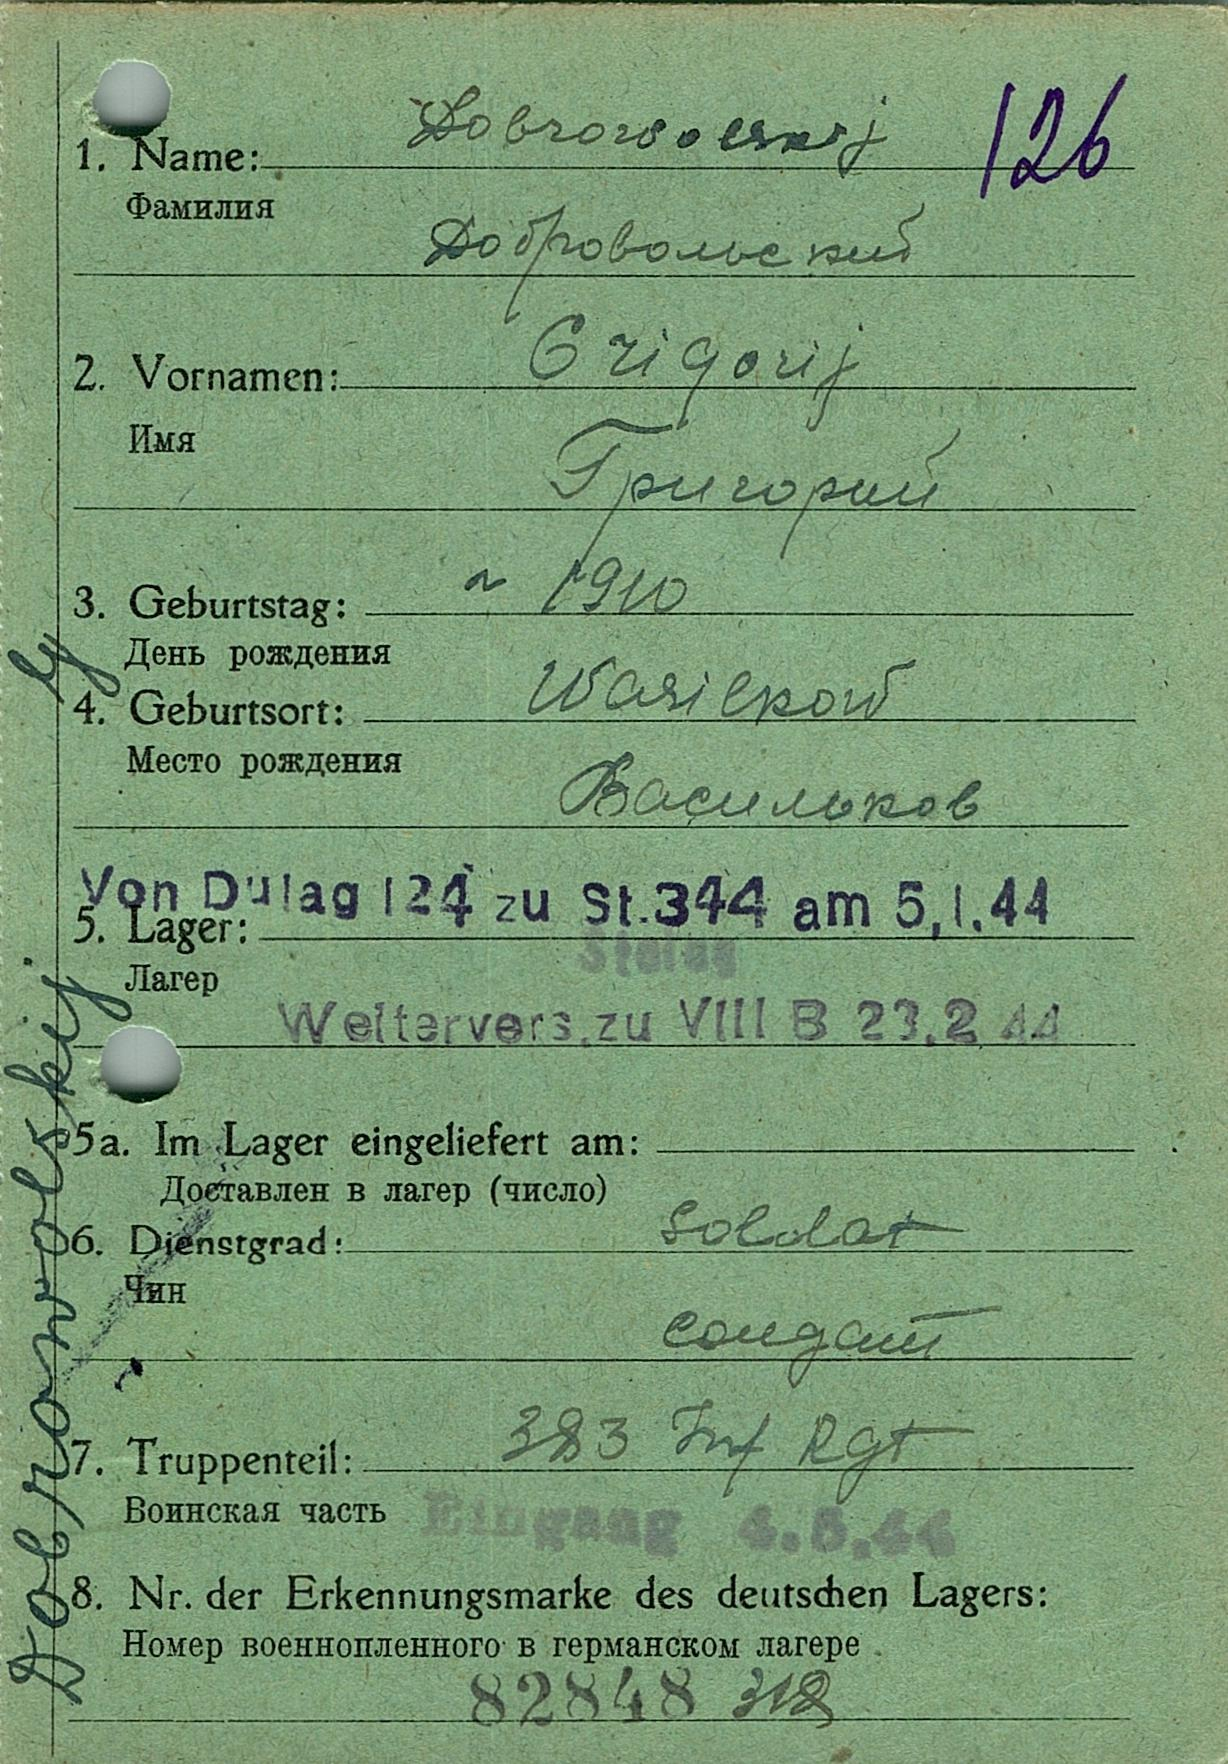 126
1. Name: Dobrowolskij
Фамилия
Добровольский
2. Vornamen: Grigorij
Имя
Григорий
3. Geburtstag: ~ 1910
День рождения
4. Geburtsort: Wasilkow
Место рождения
Васильков
Von Dulag 124 zu St.344 am 5.1.44
5. Lager:
Stalag
Лагер
Weitervers. zu VIII B 23.2 44
5a. Im Lager eingeliefert am:
Доставлен в лагер (число)
6. Dienstgrad: Soldat
Чин
солдат
7. Truppenteil: 383 Inf Rgt
Воинская часть
Eingang 4.5.44
8. Nr. der Erkennungsmarke des deutschen Lagers:
Номер военнопленного в германском лагере
82848
Dobrowolskij